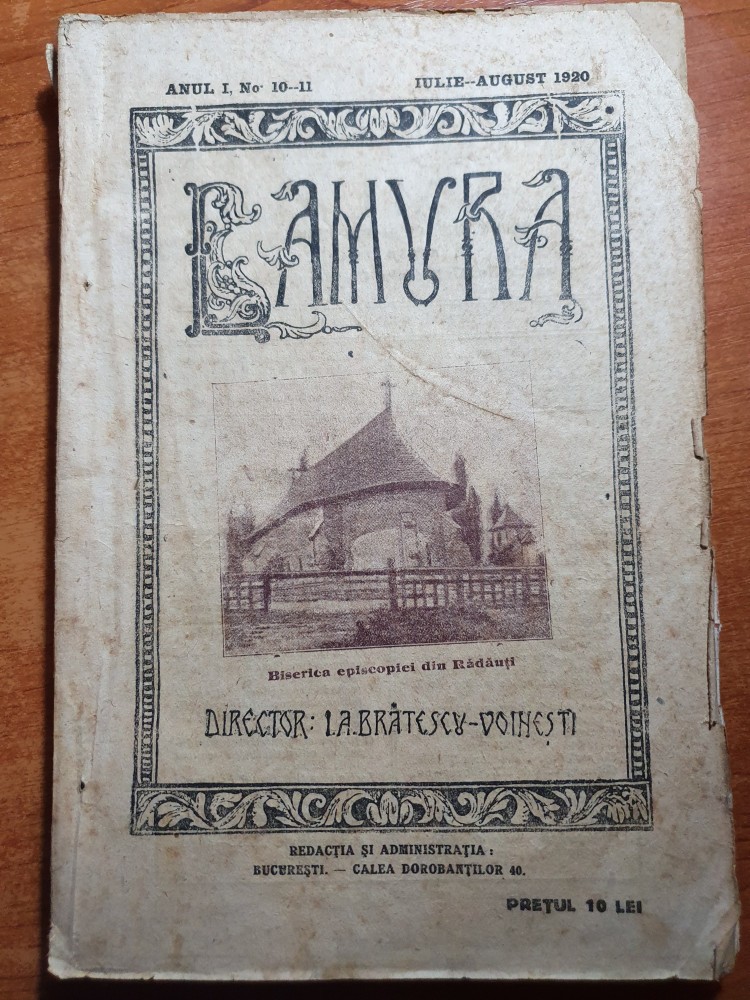 ANUL I, No. 10--11 IULIE--AUGUST 1920
LAMURA
Biserica episcopiei din Rădăuți
DIRECTOR: I.A.BRĂTESCU-VOINEȘTI
REDACȚIA ȘI ADMINISTRAȚIA :
BUCUREȘTI. — CALEA DOROBANȚILOR 40.
PREȚUL 10 LEI